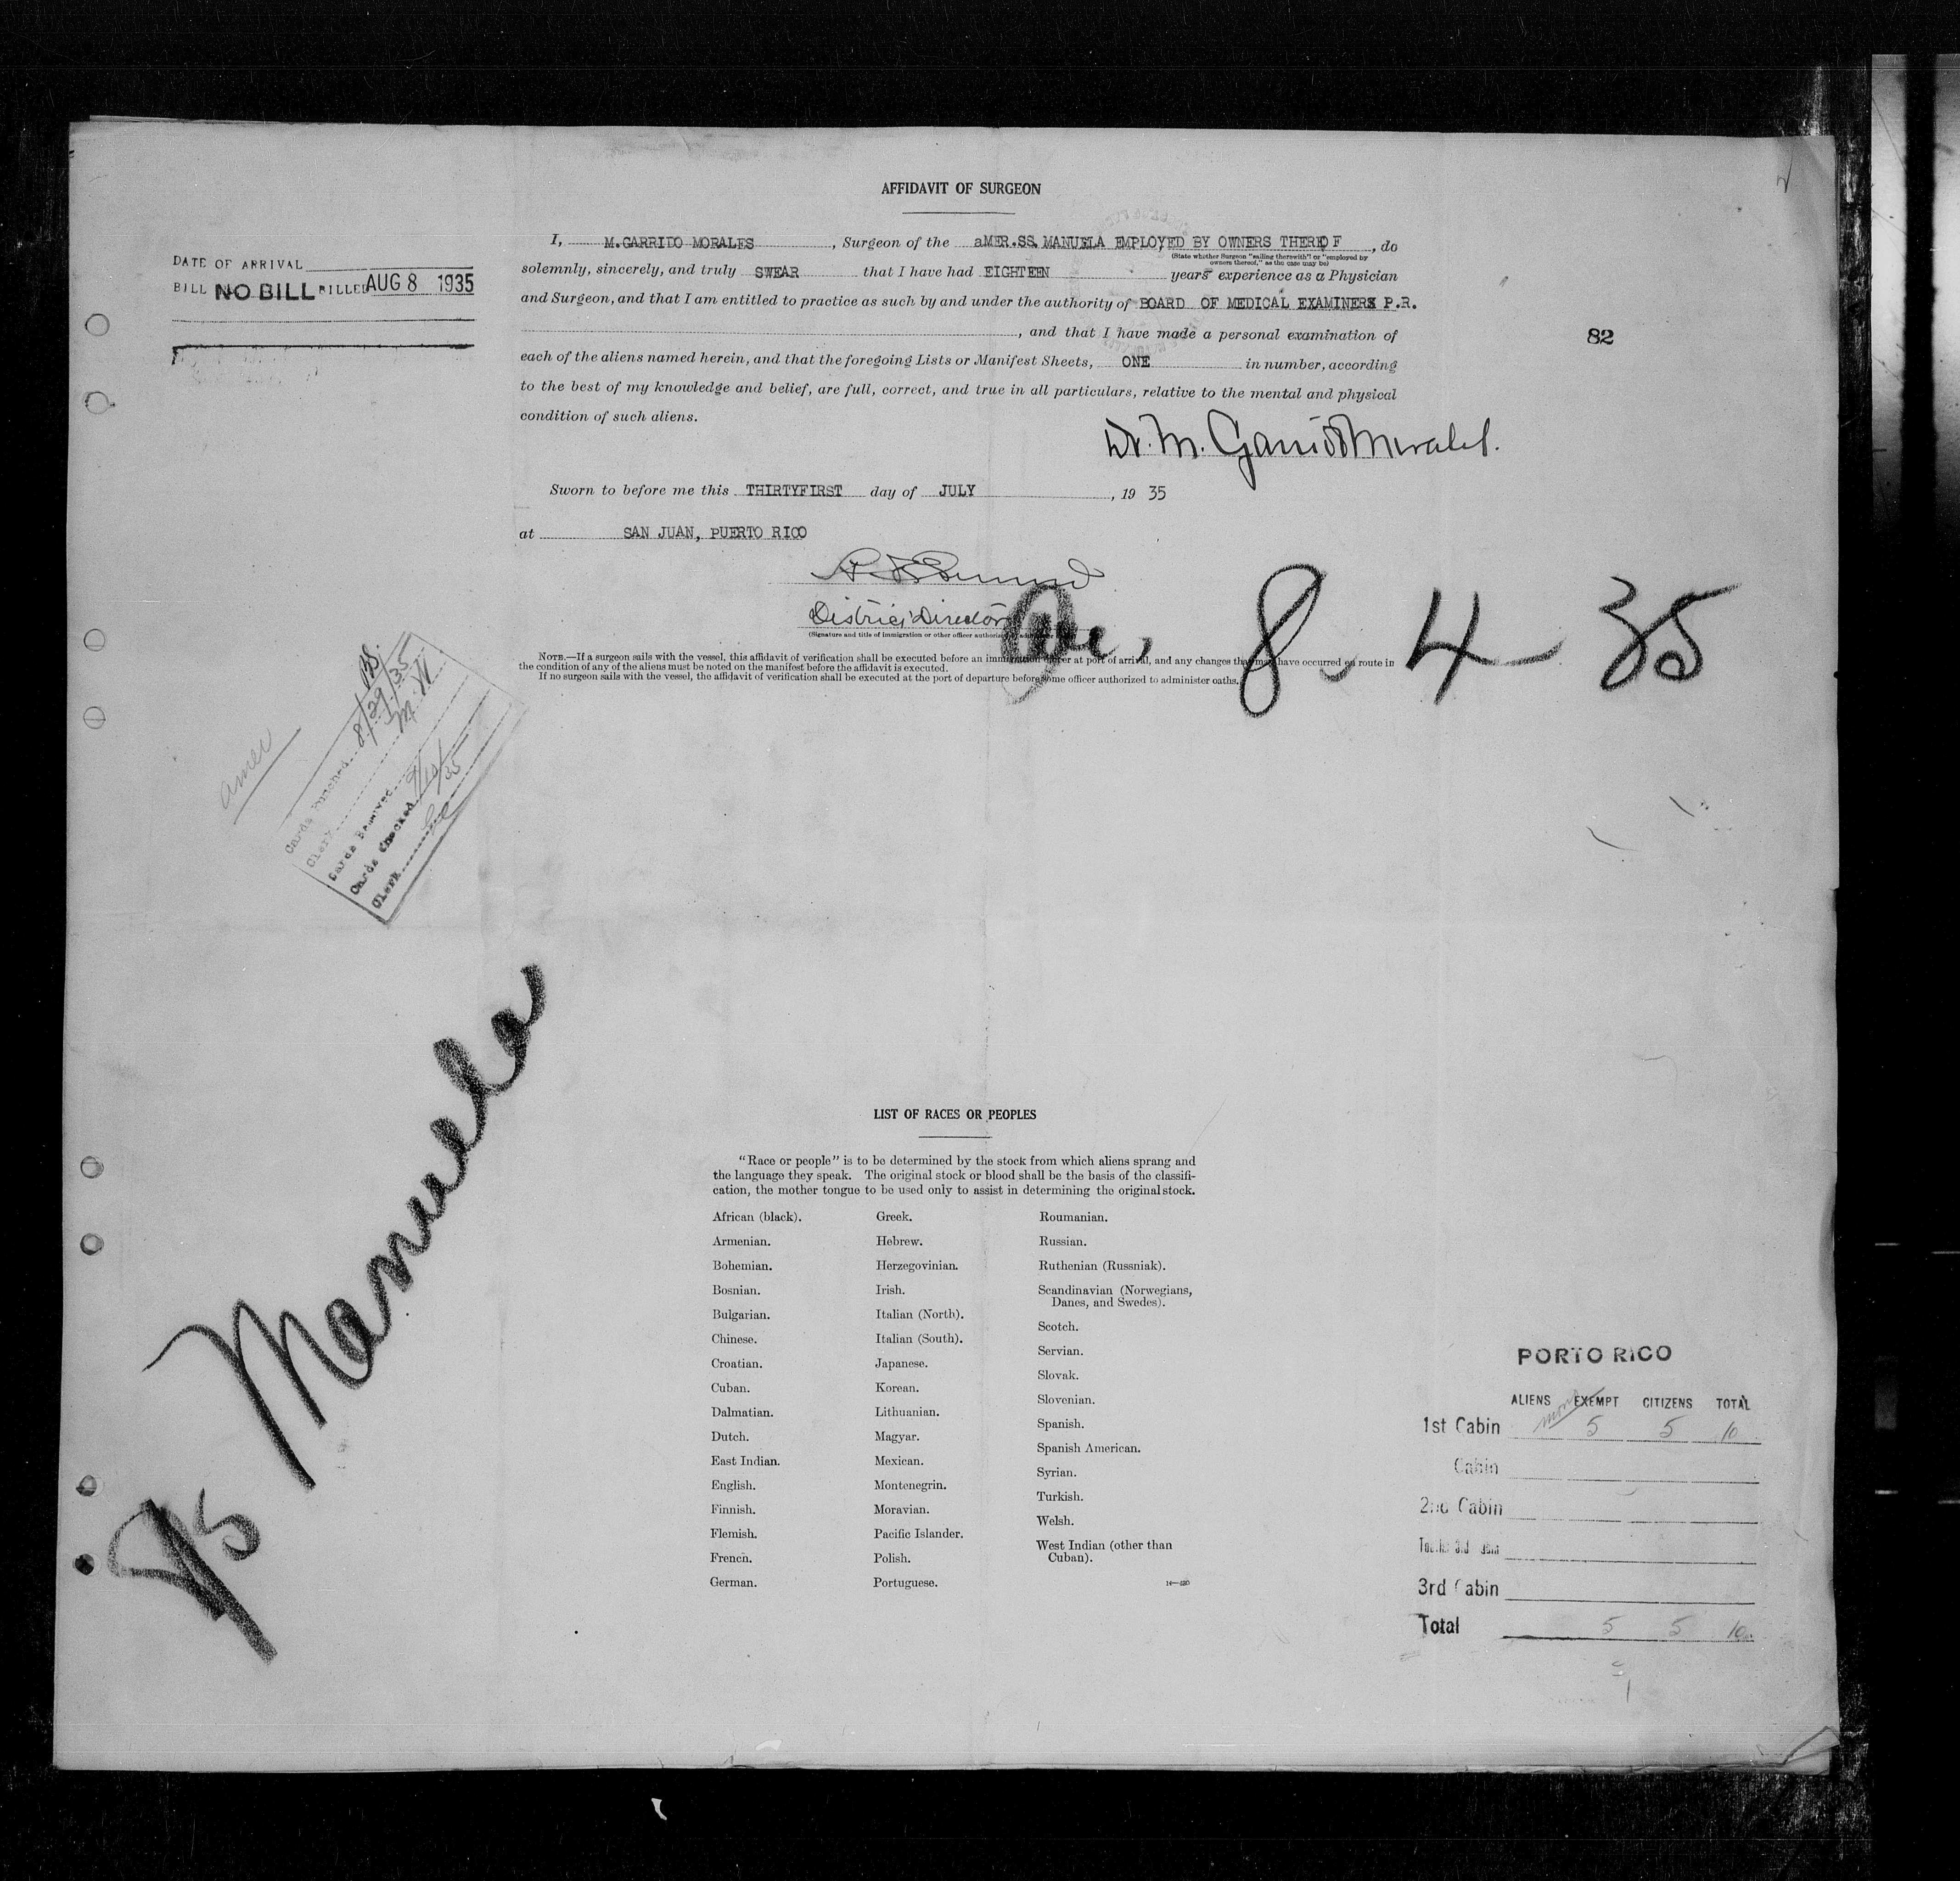 AFFIDAVIT OF SURGEON
I, M.GARRIDO MORALES, Surgeon of the aMER.SS. MANUELA EMPLOYED BY OWNERS THEREOF, do
(State whether Surgeon "sailing therewith" or "employed by
owners thereof," as the case may be)
solemnly, sincerely, and truly SWEAR that I have had EIGHTEEN years experience as a Physician
and Surgeon, and that I am entitled to practice as such by and under the authority of BOARD OF MEDICAL EXAMINERS P.R.
, and that I have made a personal examination of
each of the aliens named herein, and that the foregoing Lists or Manifest Sheets, ONE in number, according
to the best of my knowledge and belief, are full, correct, and true in all particulars, relative to the mental and physical
condition of such aliens.
Dr. M. Garrido Morales.
Sworn to before me this THIRTYFIRST day of JULY, 19 35
at SAN JUAN, PUERTO RICO
District Director
(Signature and title of immigration or other officer authorized to administer
NOTE.—If a surgeon sails with the vessel, this affidavit of verification shall be executed before an immigration officer at port of arrival, and any changes that may have occurred en route in
the condition of any of the aliens must be noted on the manifest before the affidavit is executed.
If no surgeon sails with the vessel, the affidavit of verification shall be executed at the port of departure before some officer authorized to administer oaths.
8-4-35
DATE OF ARRIVAL
BILL NO BILL BILLED AUG 8 1935
82
amer
Cards Punched 8/29/35
Clerk M.W
Cards Received
Cards Checked 9/10/35
Clerk
S/S Manuela
LIST OF RACES OR PEOPLES
"Race or people" is to be determined by the stock from which aliens sprang and
the language they speak. The original stock or blood shall be the basis of the classifi-
cation, the mother tongue to be used only to assist in determining the original stock.
African (black).
Armenian.
Bohemian.
Bosnian.
Bulgarian.
Chinese.
Croatian.
Cuban.
Dalmatian.
Dutch.
East Indian.
English.
Finnish.
Flemish.
French.
German.
Greek.
Hebrew.
Herzegovinian.
Irish.
Italian (North).
Italian (South).
Japanese.
Korean.
Lithuanian.
Magyar.
Mexican.
Montenegrin.
Moravian.
Pacific Islander.
Polish.
Portuguese.
Roumanian.
Russian.
Ruthenian (Russniak).
Scandinavian (Norwegians,
Danes, and Swedes).
Scotch.
Servian.
Slovak.
Slovenian.
Spanish.
Spanish American.
Syrian.
Turkish.
Welsh.
West Indian (other than
Cuban).
PORTO RICO
ALIENS EXEMPT CITIZENS TOTAL
1st Cabin 5 5 10
Cabin
2nd Cabin
3rd Cabin
Total 5 5 10